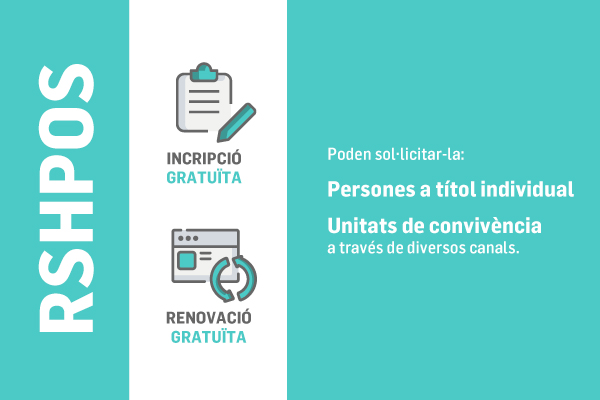 RSHPOS
INCRIPCIÓ
GRATUÏTA
RENOVACIÓ
GRATUÏTA
Poden sol·licitar-la:
Persones a títol individual
Unitats de convivència
a través de diversos canals.